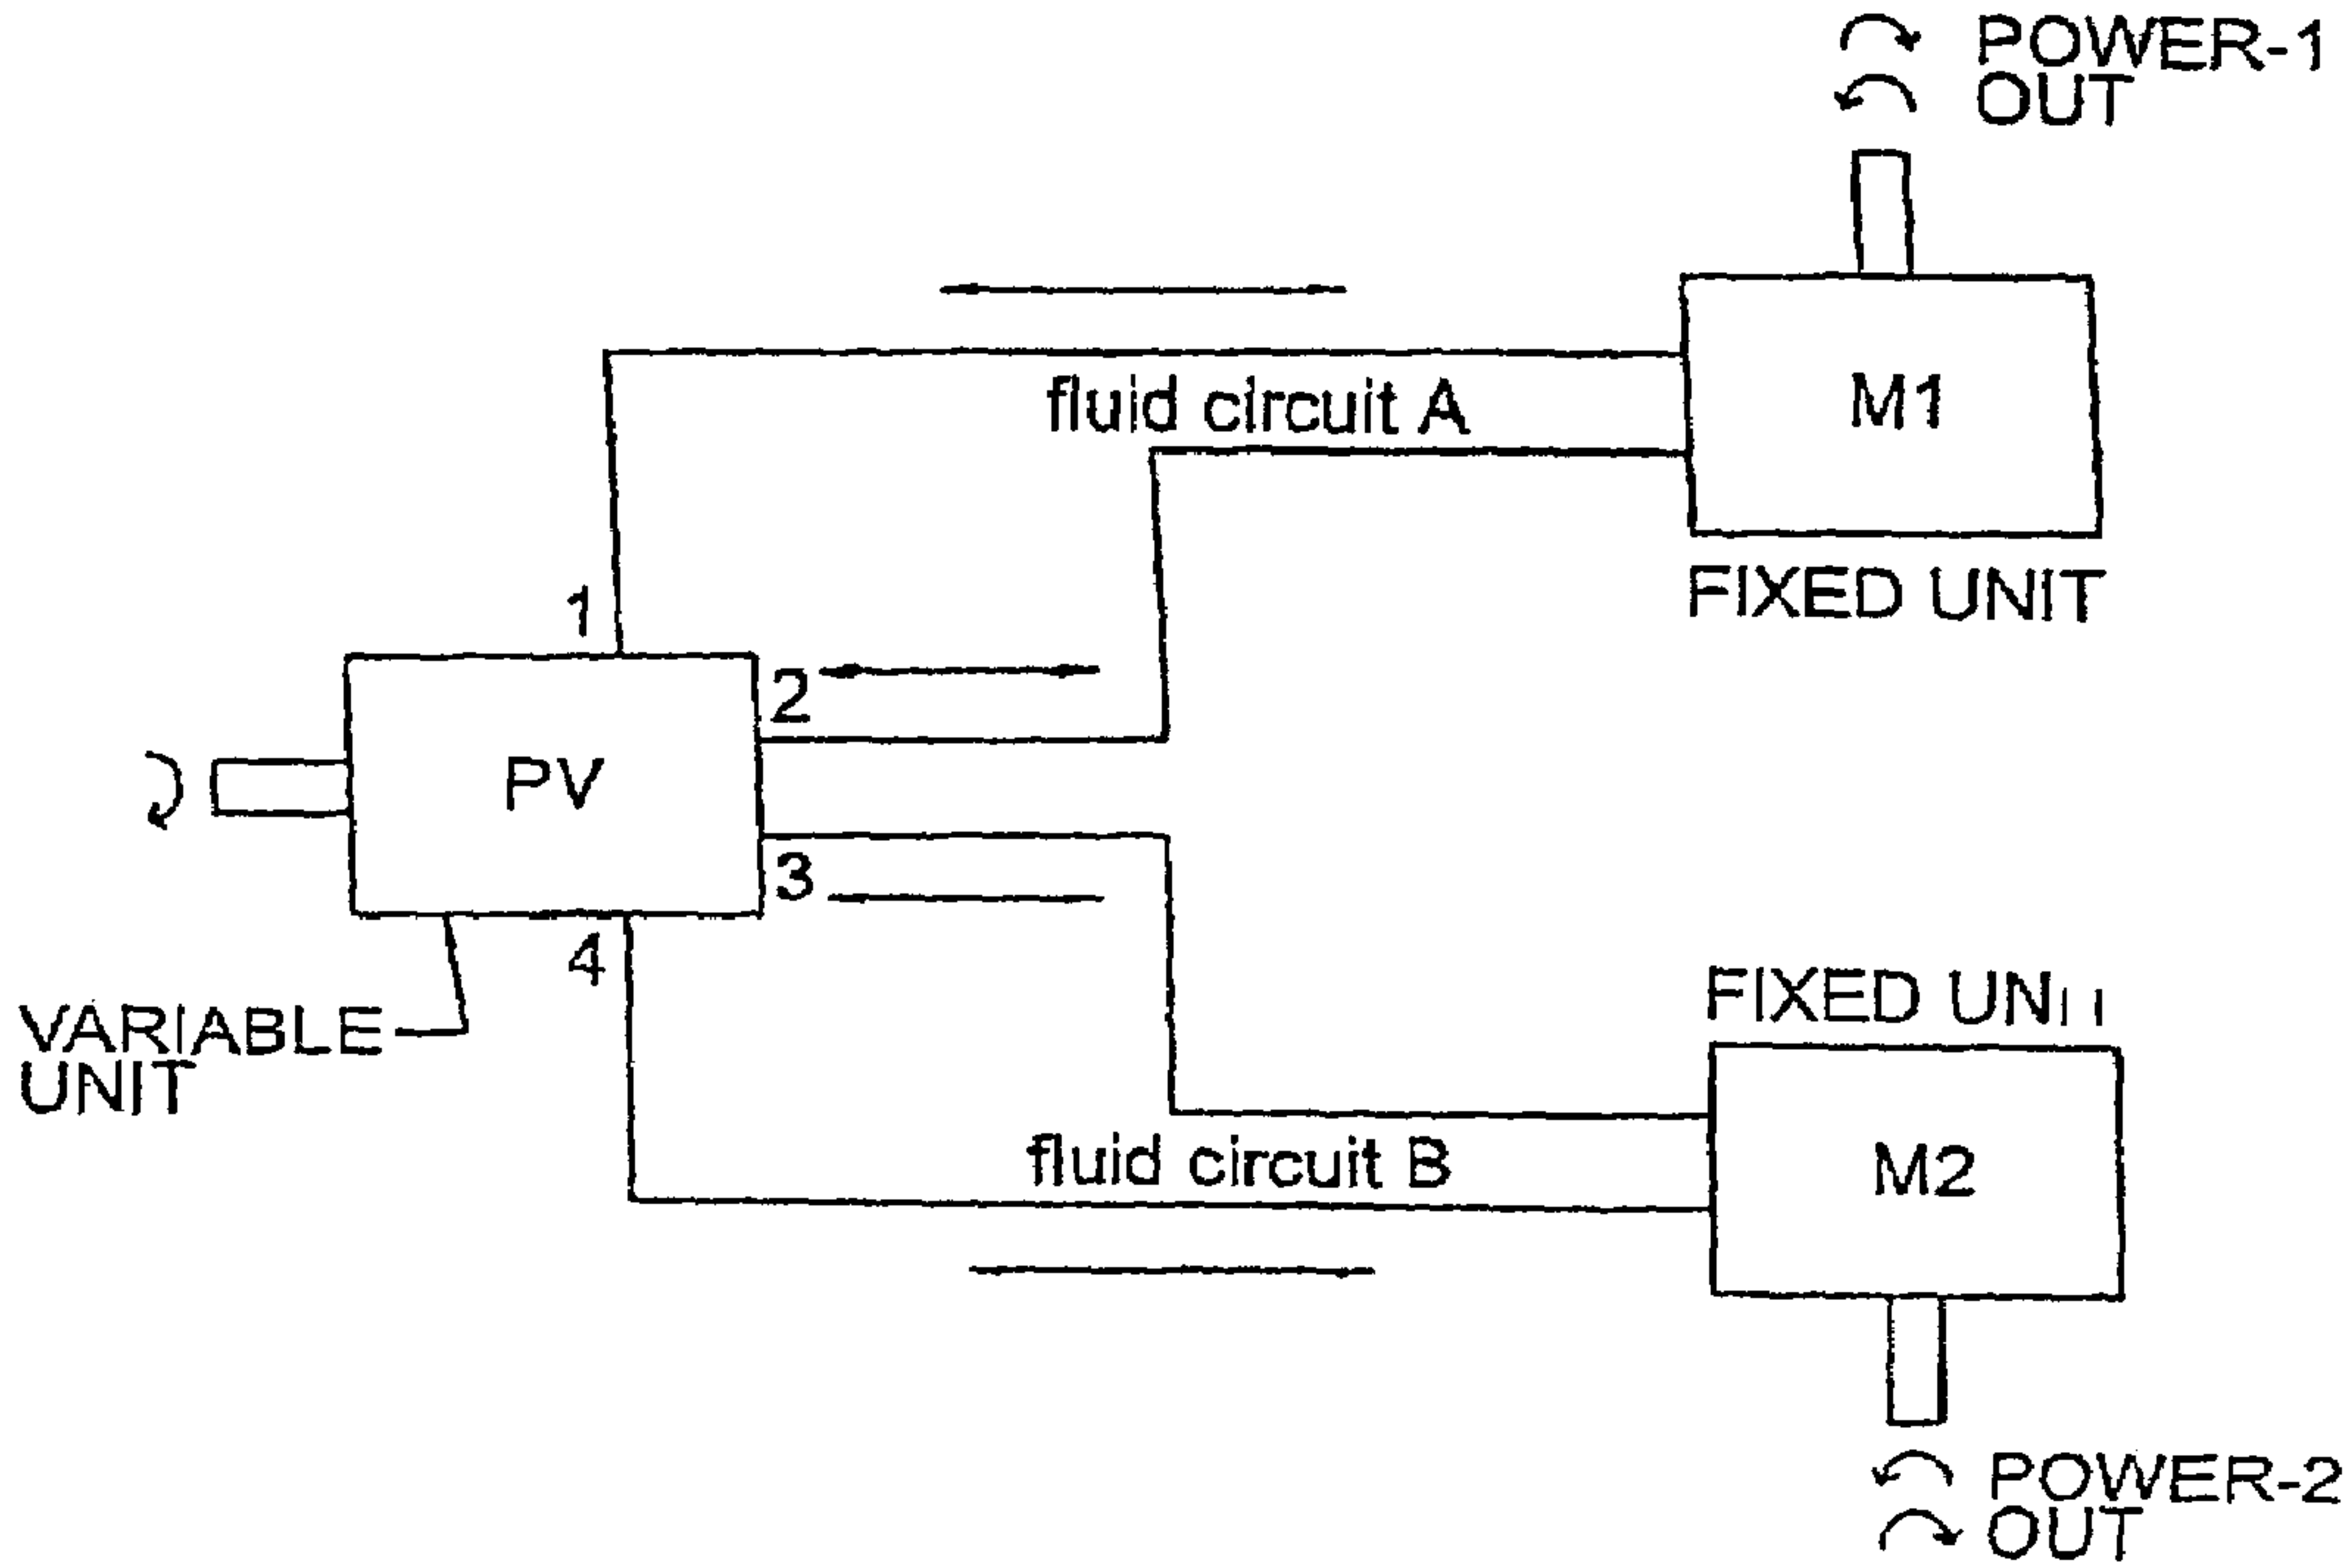 POWER-1
OUT
fluid circuit A
M1
FIXED UNIT
1
2
PV
3
4
VARIABLE
UNIT
FIXED
fluid circuit B
M2
POWER-2
OUT